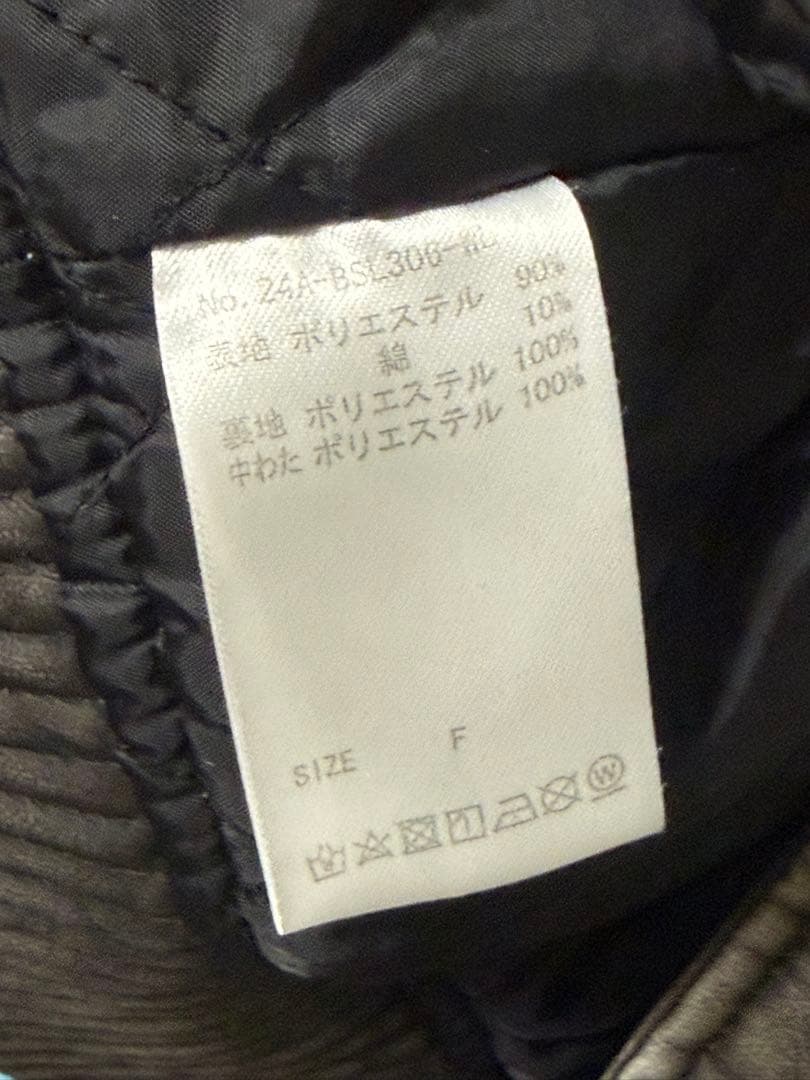 No. 24A-BSL306-WD
表地 ポリエステル 90%
綿 10%
裏地 ポリエステル 100%
中わた ポリエステル 100%
SIZE F
W